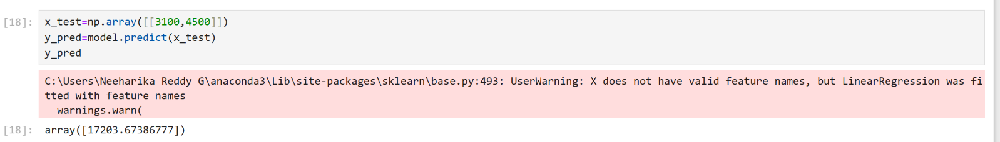 [18]: x_test=np.array([[3100,4500]])
y_pred=model.predict(x_test)
y_pred
C:\Users\Neeharika Reddy G\anaconda3\Lib\site-packages\sklearn\base.py:493: UserWarning: X does not have valid feature names, but LinearRegression was fi
tted with feature names
  warnings.warn(
[18]: array([17203.67386777])